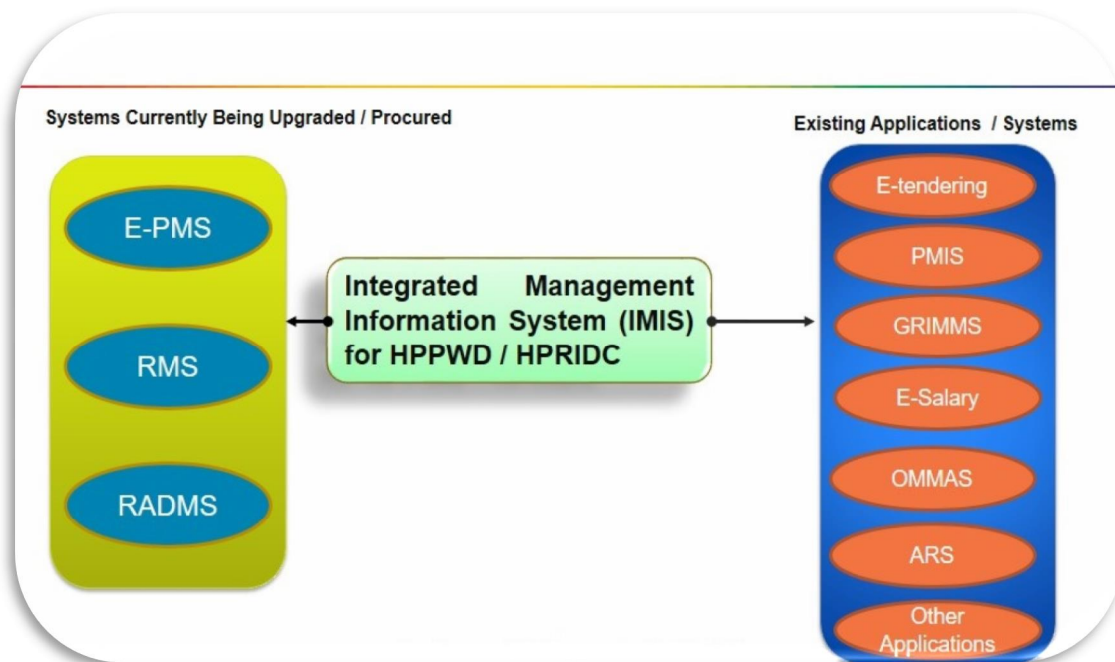 Systems Currently Being Upgraded / Procured
Existing Applications / Systems
E-PMS
RMS
RADMS
Integrated Management
Information System (IMIS)
for HPPWD / HPRIDC
E-tendering
PMIS
GRIMMS
E-Salary
OMMAS
ARS
Other
Applications